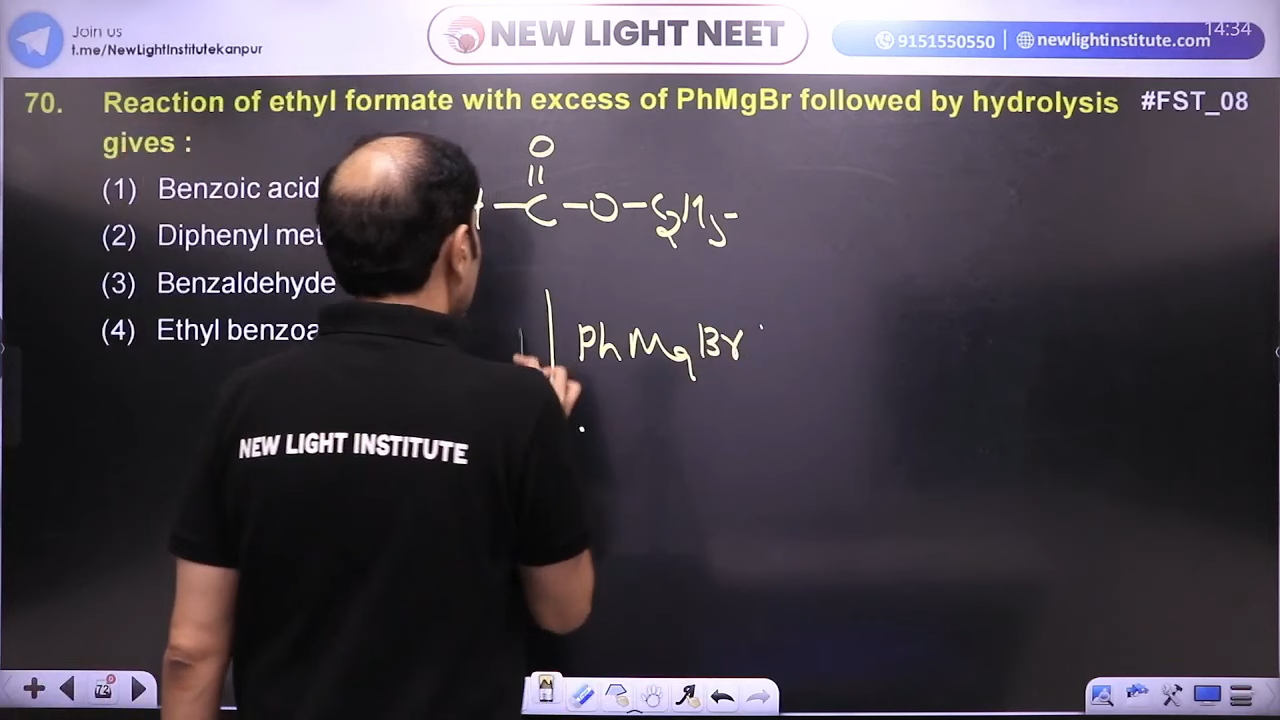 Join us
t.me/NewLightInstitutekanpur
NEW LIGHT NEET
9151550550 | newlightinstitute.com
14:34
70. Reaction of ethyl formate with excess of PhMgBr followed by hydrolysis #FST_08
gives :
O
(1) Benzoic acid
C-O-C2H5-
(2) Diphenyl
(3) Benzaldehyde
(4) Ethyl
PhMgBr
NEW LIGHT INSTITUTE
72